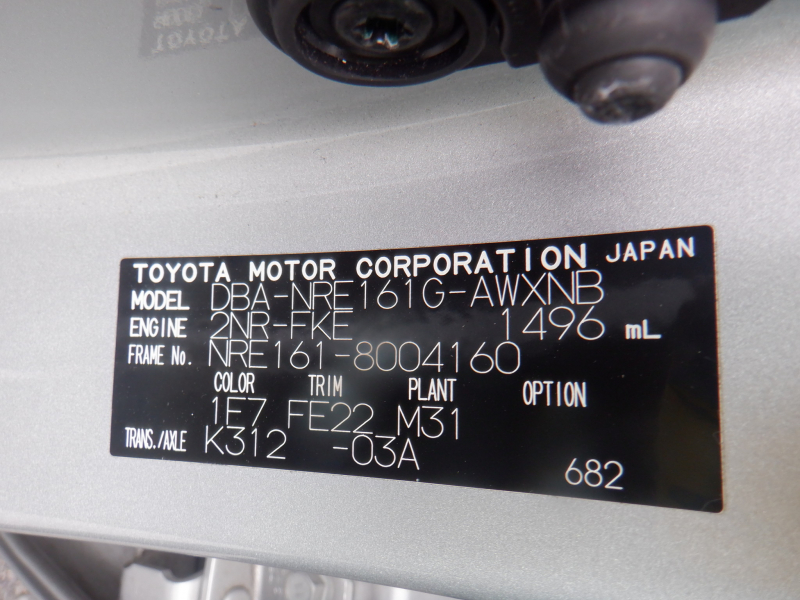 TOYOTA MOTOR CORPORATION JAPAN
MODEL DBA-NRE161G-AWXNB
ENGINE 2NR-FKE 1496 mL
FRAME No. NRE161-8004160
COLOR TRIM PLANT OPTION
1E7 FE22 M31
TRANS./AXLE K312 -03A
682